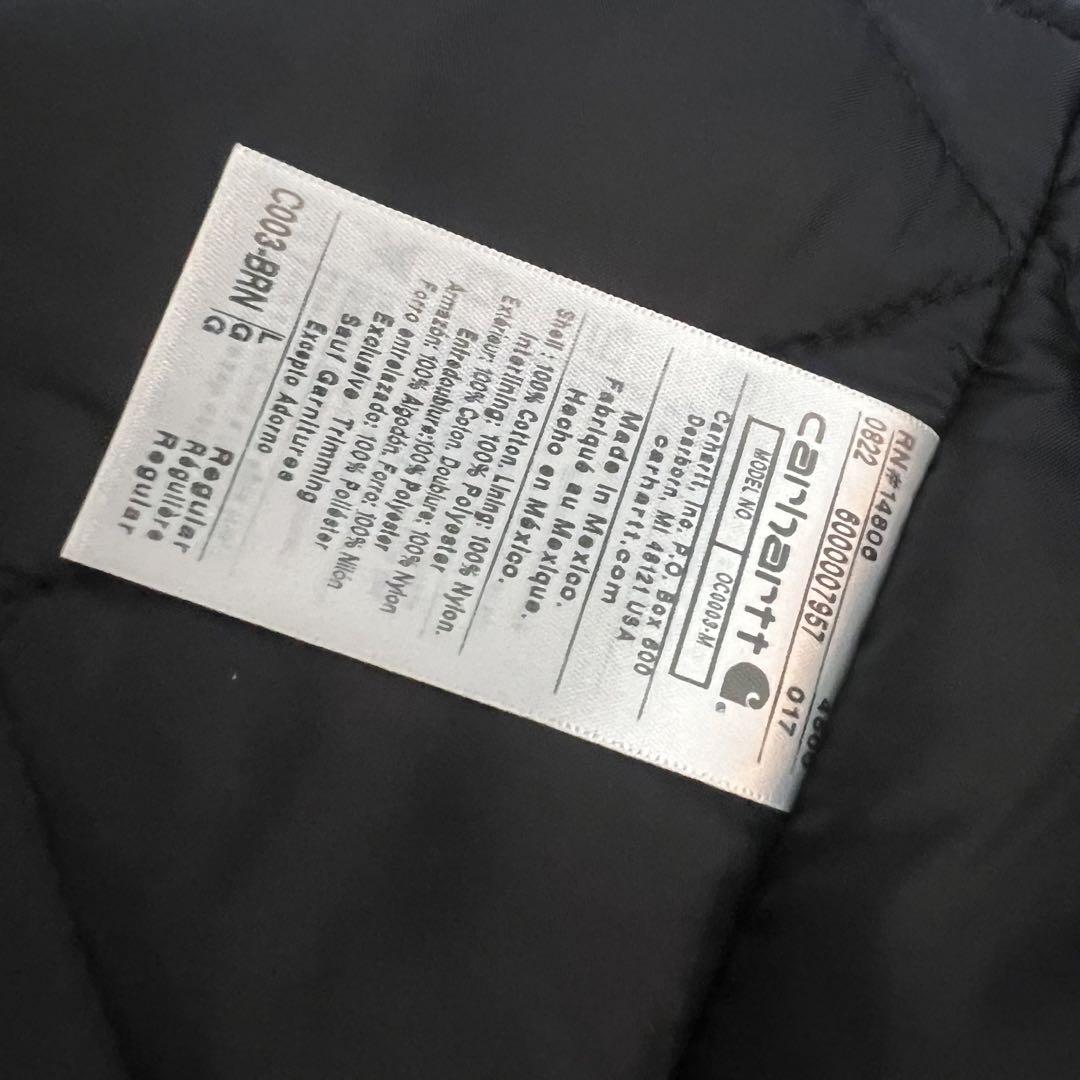 RN#14806
0822 6000007957 017
carhartt
MODEL NO OC0003-M
Carhartt, Inc. P.O. Box 600
Dearborn, MI 48121 USA
carhartt.com
Made in Mexico.
Fabriqué au Mexique.
Hecho en México.
Shell: 100% Cotton. Lining: 100% Nylon.
Interlining: 100% Polyester
Extérieur: 100% Coton. Doublure: 100% Nylon
Entredoublure: 100% Polyester
Armazón: 100% Algodón. Forro: 100% Nilón
Forro entrelazado: 100% Poliéster
Exclusive Trimming
Sauf Garnitures
Excepto Adorno
C003-BRN L Regular
G Régulière
G Regular